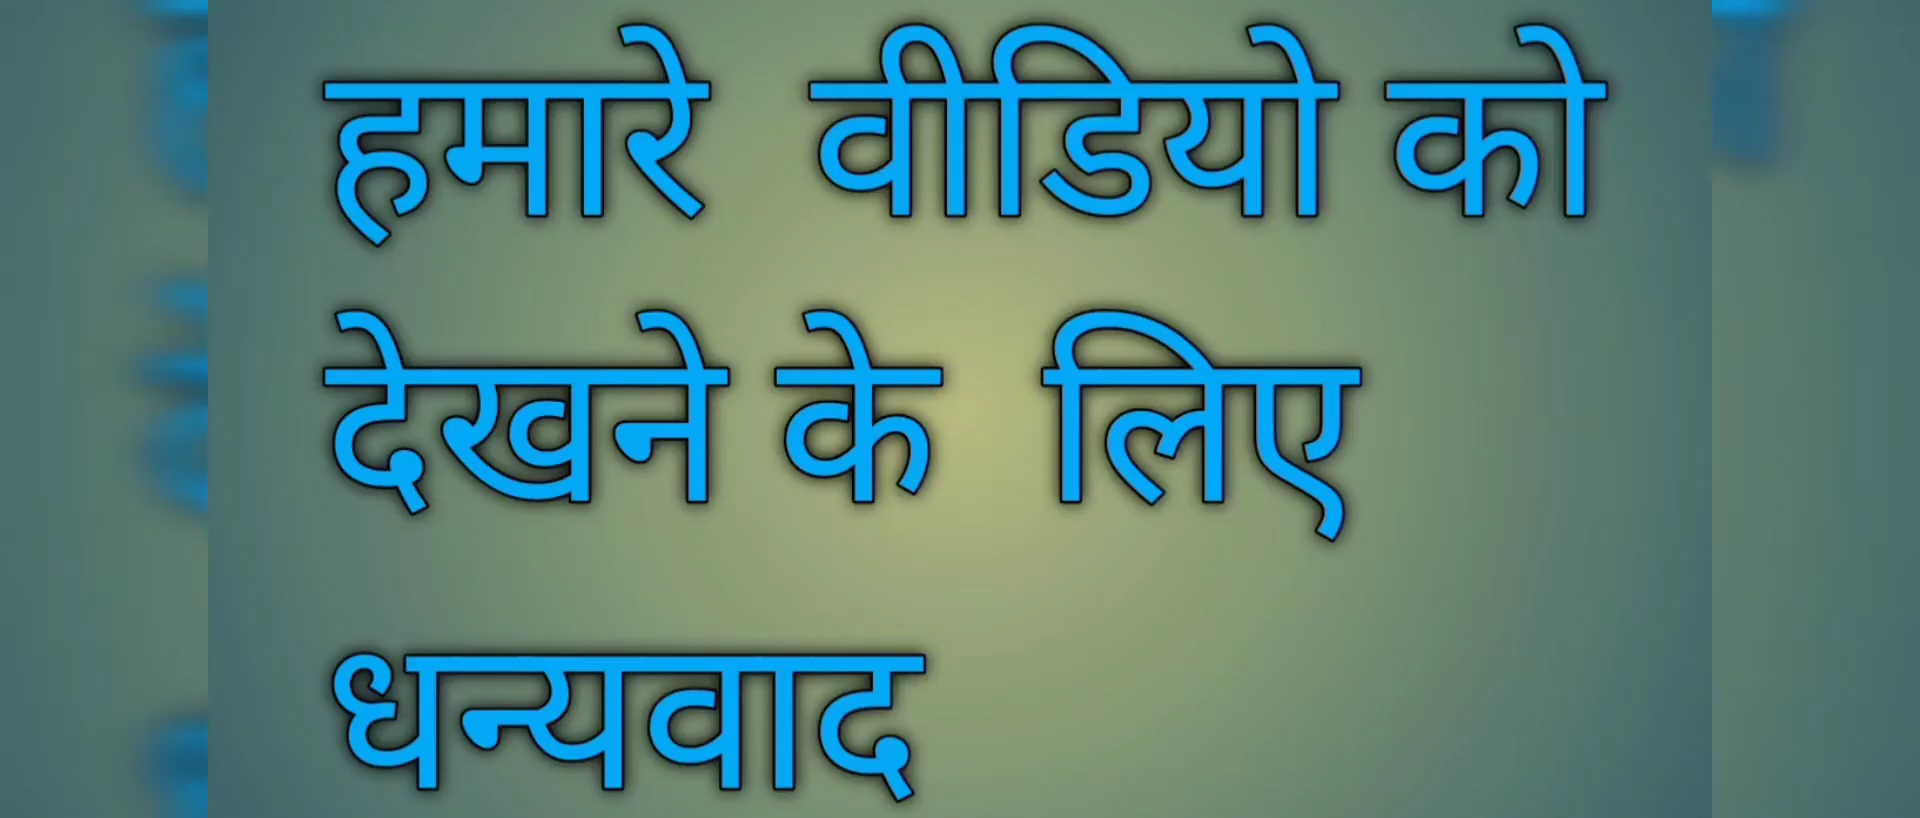 हमारे वीडियो को
देखने के लिए
धन्यवाद